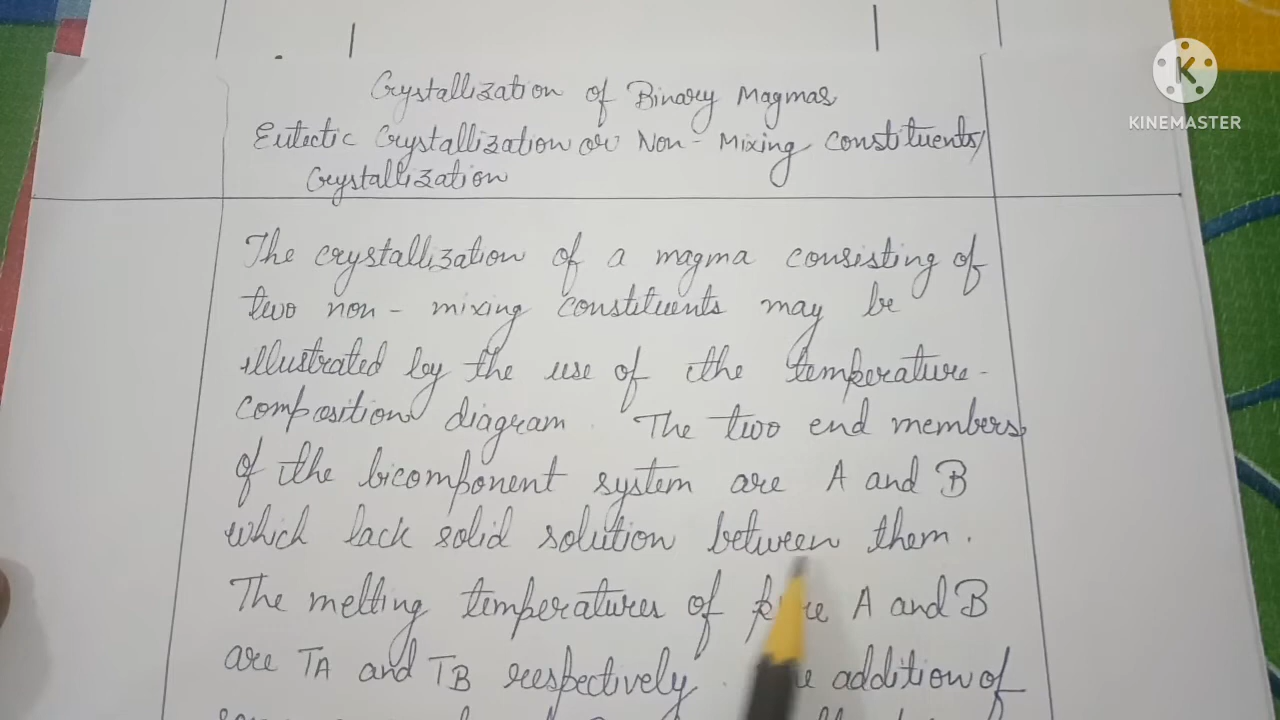 Crystallization of Binary Magmas
Eutectic Crystallization or Non-Mixing Constituents/
Crystallization
The crystallization of a magma consisting of
two non-mixing constituents may be
illustrated by the use of the temperature-
composition diagram. The two end members
of the bicomponent system are A and B
which lack solid solution between them.
The melting temperatures of A and B
are TA and TB respectively. addition of
KINEMASTER